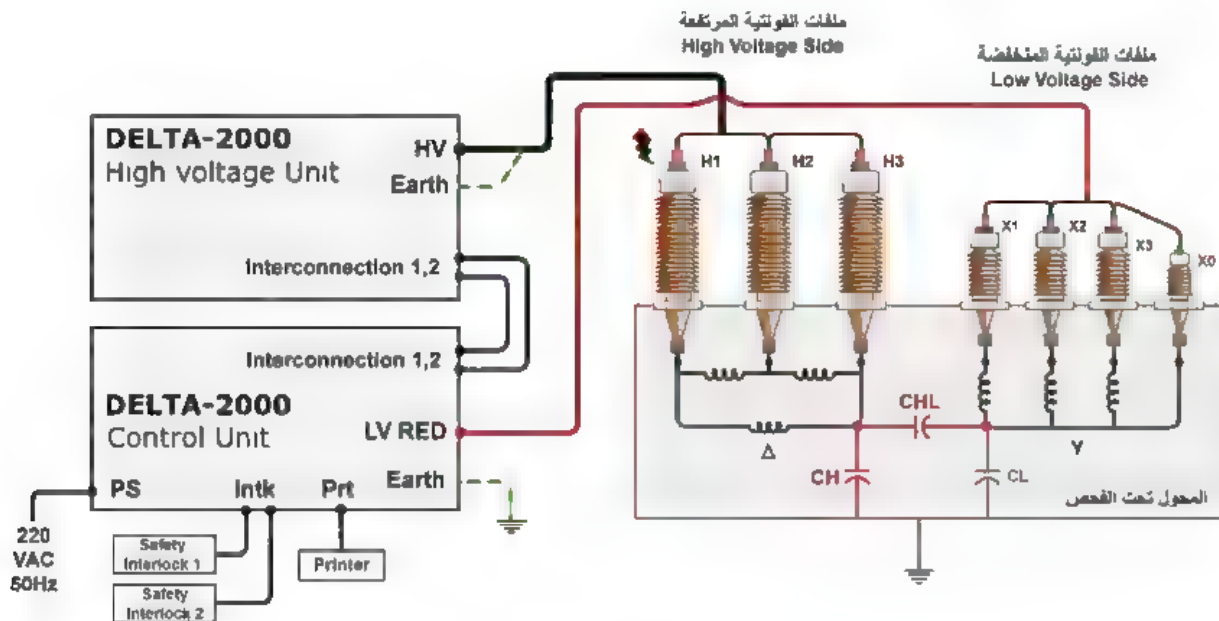 ملفات الفولتية المرتفعة
High Voltage Side
ملفات الفولتية المنخفضة
Low Voltage Side
DELTA-2000
High voltage Unit
HV
Earth
Interconnection 1,2
H1
H2
H3
X1
X2
X3
X0
Interconnection 1,2
DELTA-2000
Control Unit
LV RED
Earth
PS
Intk
Prt
220
VAC
50Hz
Safety
Interlock 1
Safety
Interlock 2
Printer
CHL
Δ
Y
CH
CL
المحول تحت الفحص